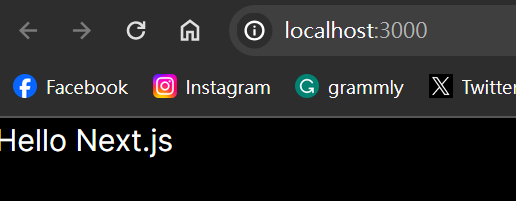 localhost:3000
Facebook Instagram grammly Twitter
Hello Next.js